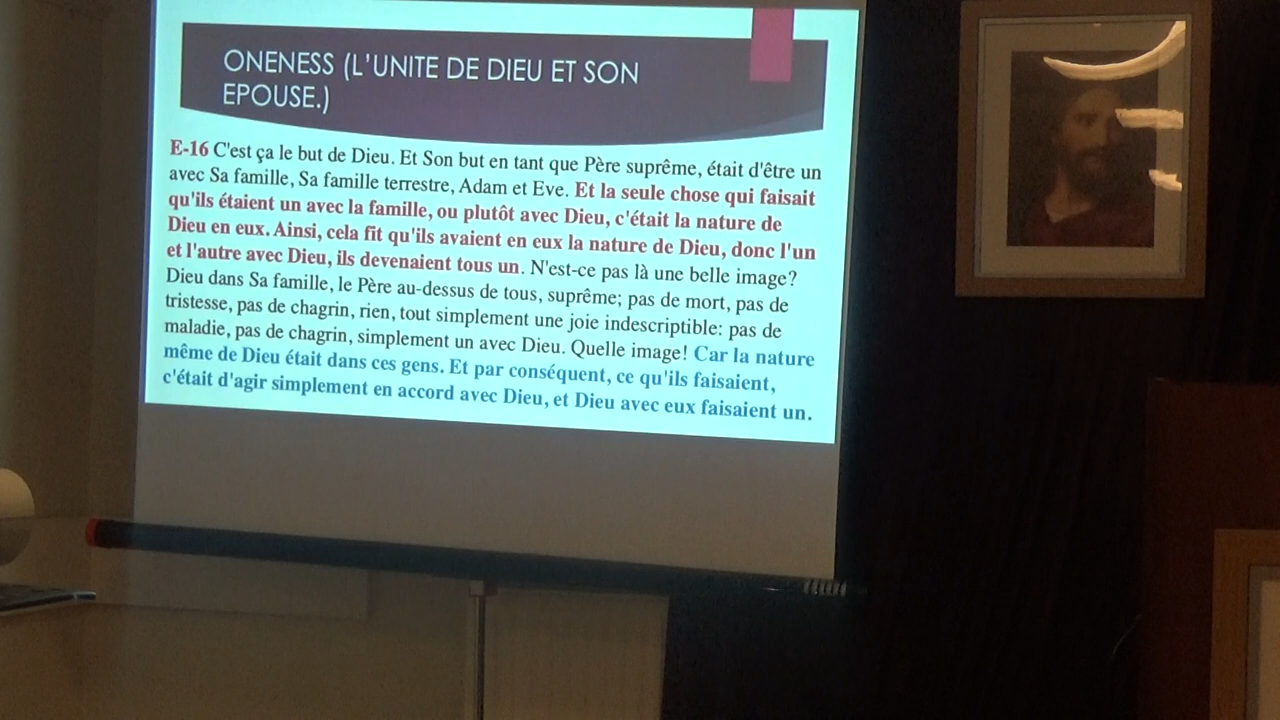 ONENESS (L'UNITE DE DIEU ET SON
EPOUSE.)
E-16 C'est ça le but de Dieu. Et Son but en tant que Père suprême, était d'être un
avec Sa famille, Sa famille terrestre, Adam et Eve. Et la seule chose qui faisait
qu'ils étaient un avec la famille, ou plutôt avec Dieu, c'était la nature de
Dieu en eux. Ainsi, cela fit qu'ils avaient en eux la nature de Dieu, donc l'un
et l'autre avec Dieu, ils devenaient tous un. N'est-ce pas là une belle image?
Dieu dans Sa famille, le Père au-dessus de tous, suprême; pas de mort, pas de
tristesse, pas de chagrin, rien, tout simplement une joie indescriptible: pas de
maladie, pas de chagrin, simplement un avec Dieu. Quelle image! Car la nature
même de Dieu était dans ces gens. Et par conséquent, ce qu'ils faisaient,
c'était d'agir simplement en accord avec Dieu, et Dieu avec eux faisaient un.